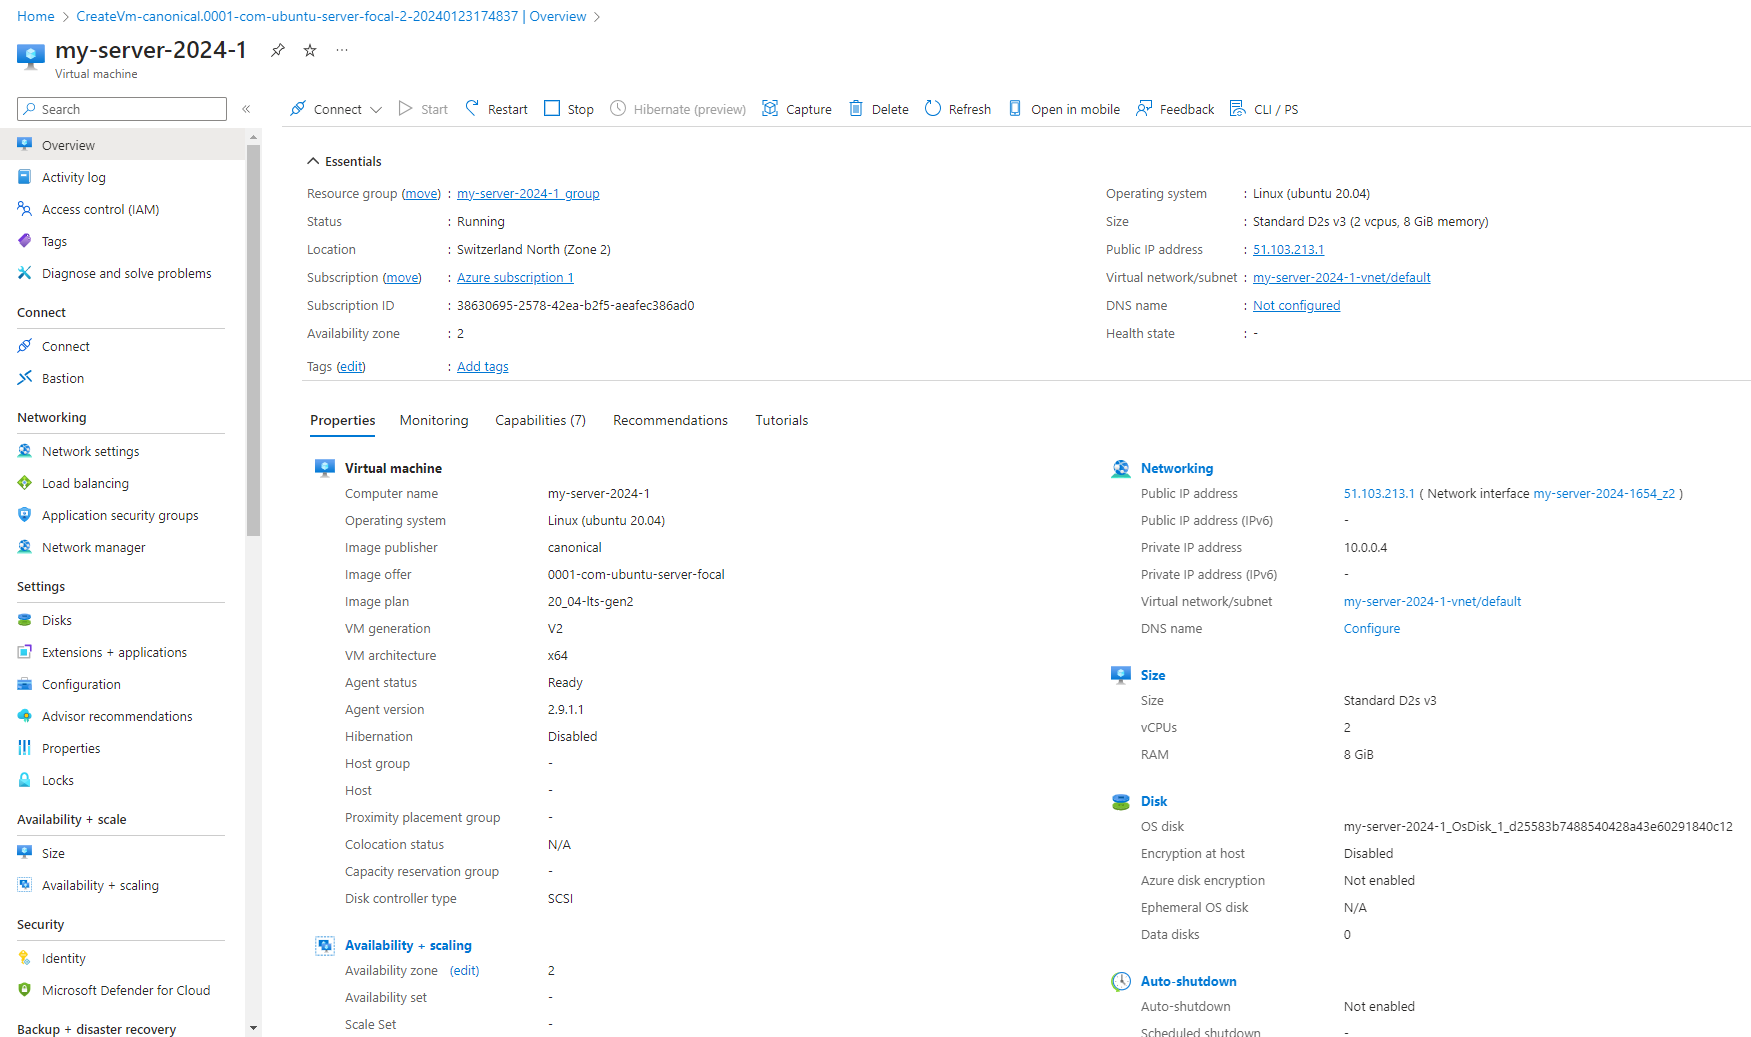 Home > CreateVm-canonical.0001-com-ubuntu-server-focal-2-20240123174837 | Overview >
my-server-2024-1 ...
Virtual machine
Search «
Connect Start Restart Stop Hibernate (preview) Capture Delete Refresh Open in mobile Feedback CLI / PS
Overview
Activity log
Access control (IAM)
Tags
Diagnose and solve problems
Connect
Connect
Bastion
Networking
Network settings
Load balancing
Application security groups
Network manager
Settings
Disks
Extensions + applications
Configuration
Advisor recommendations
Properties
Locks
Availability + scale
Size
Availability + scaling
Security
Identity
Microsoft Defender for Cloud
Backup + disaster recovery
Essentials
Resource group (move) : my-server-2024-1_group
Status : Running
Location : Switzerland North (Zone 2)
Subscription (move) : Azure subscription 1
Subscription ID : 38630695-2578-42ea-b2f5-aeafec386ad0
Availability zone : 2
Operating system : Linux (ubuntu 20.04)
Size : Standard D2s v3 (2 vcpus, 8 GiB memory)
Public IP address : 51.103.213.1
Virtual network/subnet : my-server-2024-1-vnet/default
DNS name : Not configured
Health state : -
Tags (edit) : Add tags
Properties Monitoring Capabilities (7) Recommendations Tutorials
Virtual machine
Computer name my-server-2024-1
Operating system Linux (ubuntu 20.04)
Image publisher canonical
Image offer 0001-com-ubuntu-server-focal
Image plan 20_04-lts-gen2
VM generation V2
VM architecture x64
Agent status Ready
Agent version 2.9.1.1
Hibernation Disabled
Host group -
Host -
Proximity placement group -
Colocation status N/A
Capacity reservation group -
Disk controller type SCSI
Availability + scaling
Availability zone (edit) 2
Availability set -
Scale Set -
Networking
Public IP address 51.103.213.1 ( Network interface my-server-2024-1654_z2 )
Public IP address (IPv6) -
Private IP address 10.0.0.4
Private IP address (IPv6) -
Virtual network/subnet my-server-2024-1-vnet/default
DNS name Configure
Size
Size Standard D2s v3
vCPUs 2
RAM 8 GiB
Disk
OS disk my-server-2024-1_OsDisk_1_d25583b7488540428a43e60291840c12
Encryption at host Disabled
Azure disk encryption Not enabled
Ephemeral OS disk N/A
Data disks 0
Auto-shutdown
Auto-shutdown Not enabled
Scheduled shutdown -